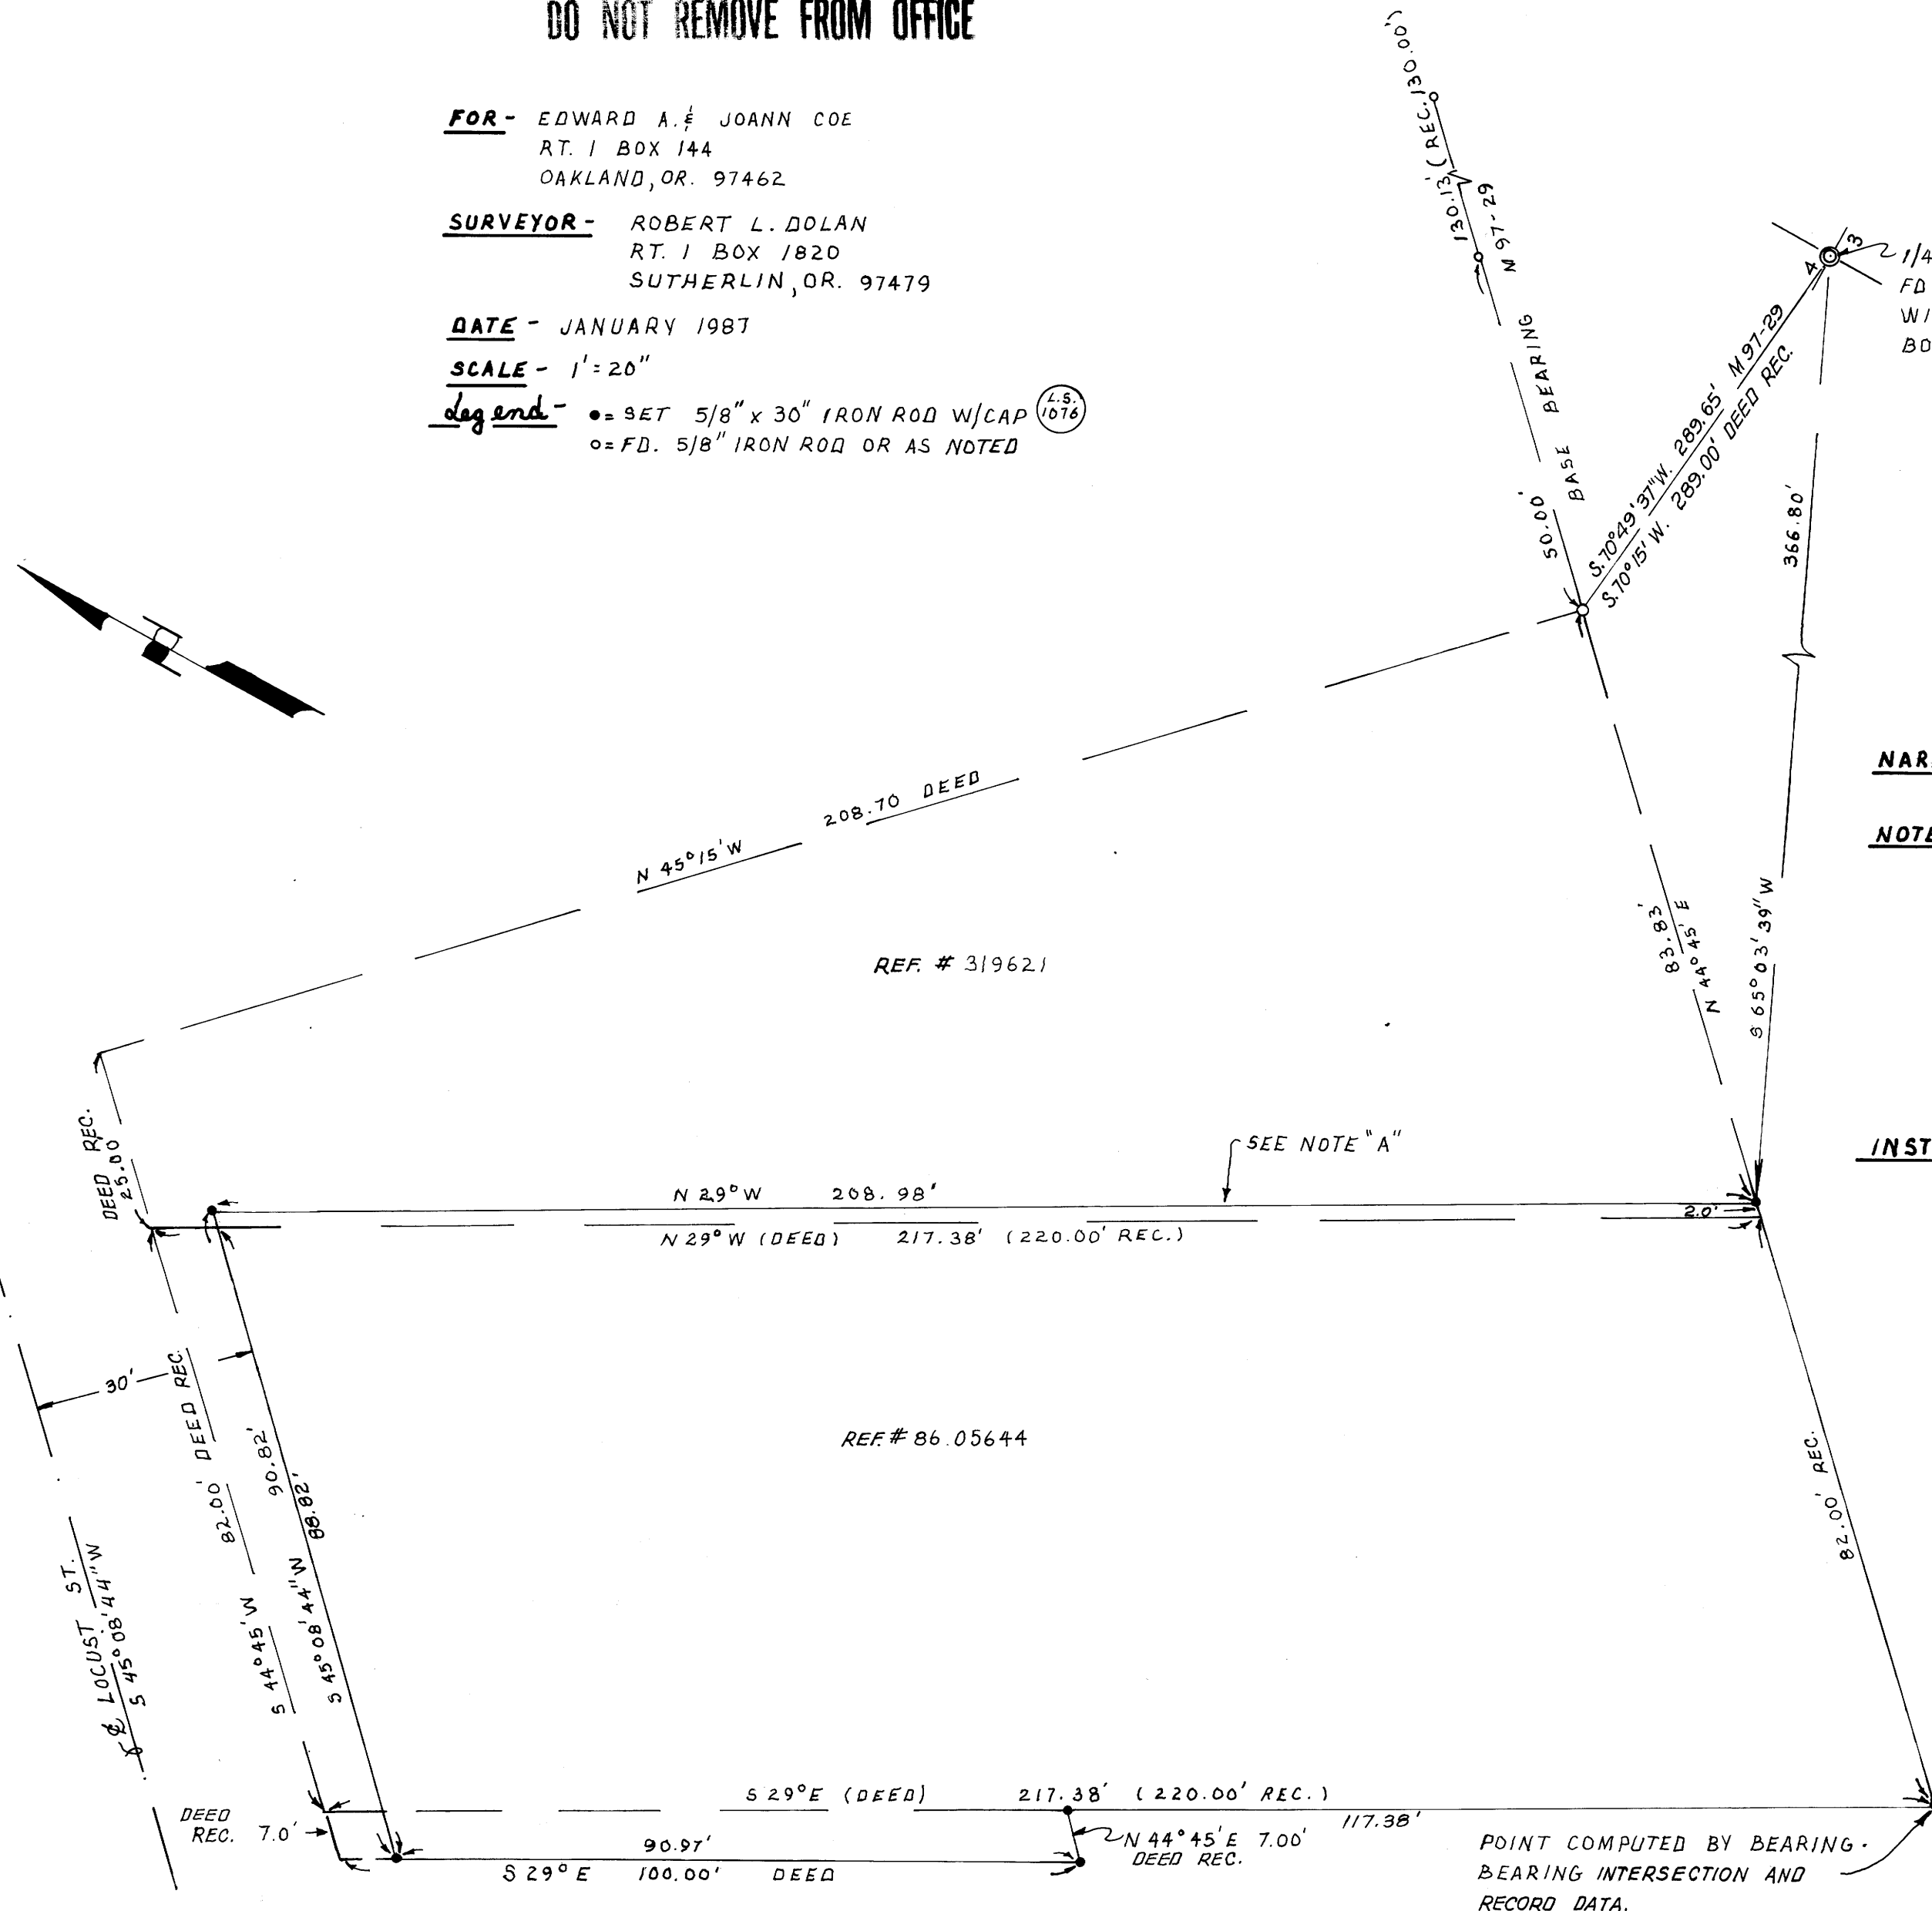 DO NOT REMOVE FROM OFFICE
FOR - EDWARD A. & JOANN COE
RT. 1 BOX 144
OAKLAND, OR. 97462
SURVEYOR - ROBERT L. DOLAN
RT. 1 BOX 1820
SUTHERLIN, OR. 97479
DATE - JANUARY 1987
SCALE - 1'=20"
Legend - ●= SET 5/8" x 30" IRON ROD W/CAP L.S. 1076
o= FD. 5/8" IRON ROD OR AS NOTED
130.13' (REC. 130.00')
M 97-29
BASE BEARING
50.00'
4 3
1/4
FD
W/
BO
S. 70°49'37"W. 289.65' M 97-29
S. 70°15' W. 289.00' DEED REC.
366.80'
S 65°03'39"W
NAR
NOTE
INST
N 45°15'W 208.70 DEED
83.83'
N 44°45' E
REF. # 319621
DEED REC.
25.00
SEE NOTE "A"
N 29°W 208.98'
2.0'
N 29°W (DEED) 217.38' (220.00' REC.)
30'
82.00' DEED REC.
S 44°45'W
90.82'
S 45°08'44"W 88.82'
REF. # 86.05644
82.00' REC.
℄ LOCUST ST.
S 45°08'44"W
S 29°E (DEED) 217.38' (220.00' REC.)
117.38'
DEED
REC. 7.0'
90.97'
S 29°E 100.00' DEED
N 44°45'E 7.00'
DEED REC.
POINT COMPUTED BY BEARING-
BEARING INTERSECTION AND
RECORD DATA.